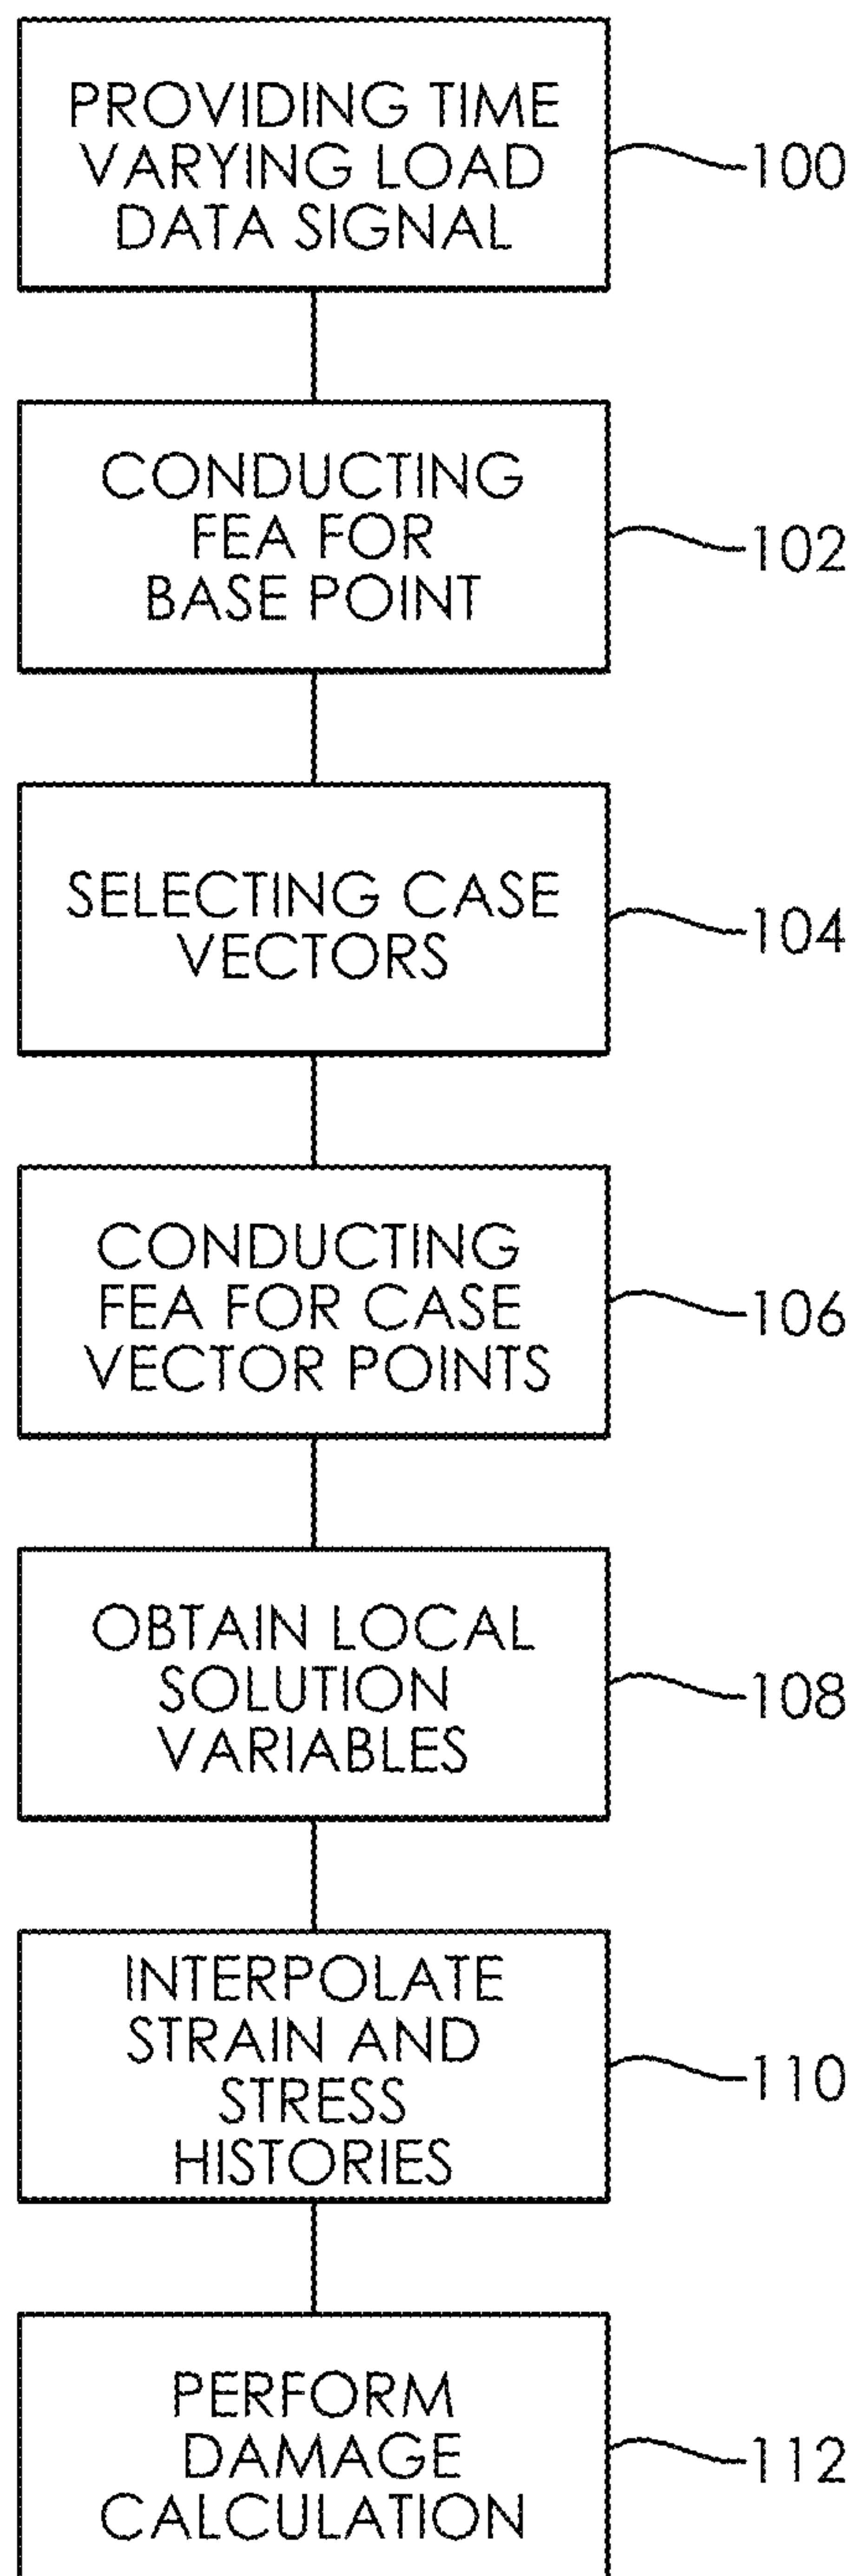 PROVIDING TIME
VARYING LOAD
DATA SIGNAL
100
CONDUCTING
FEA FOR
BASE POINT
102
SELECTING CASE
VECTORS
104
CONDUCTING
FEA FOR CASE
VECTOR POINTS
106
OBTAIN LOCAL
SOLUTION
VARIABLES
108
INTERPOLATE
STRAIN AND
STRESS
HISTORIES
110
PERFORM
DAMAGE
CALCULATION
112